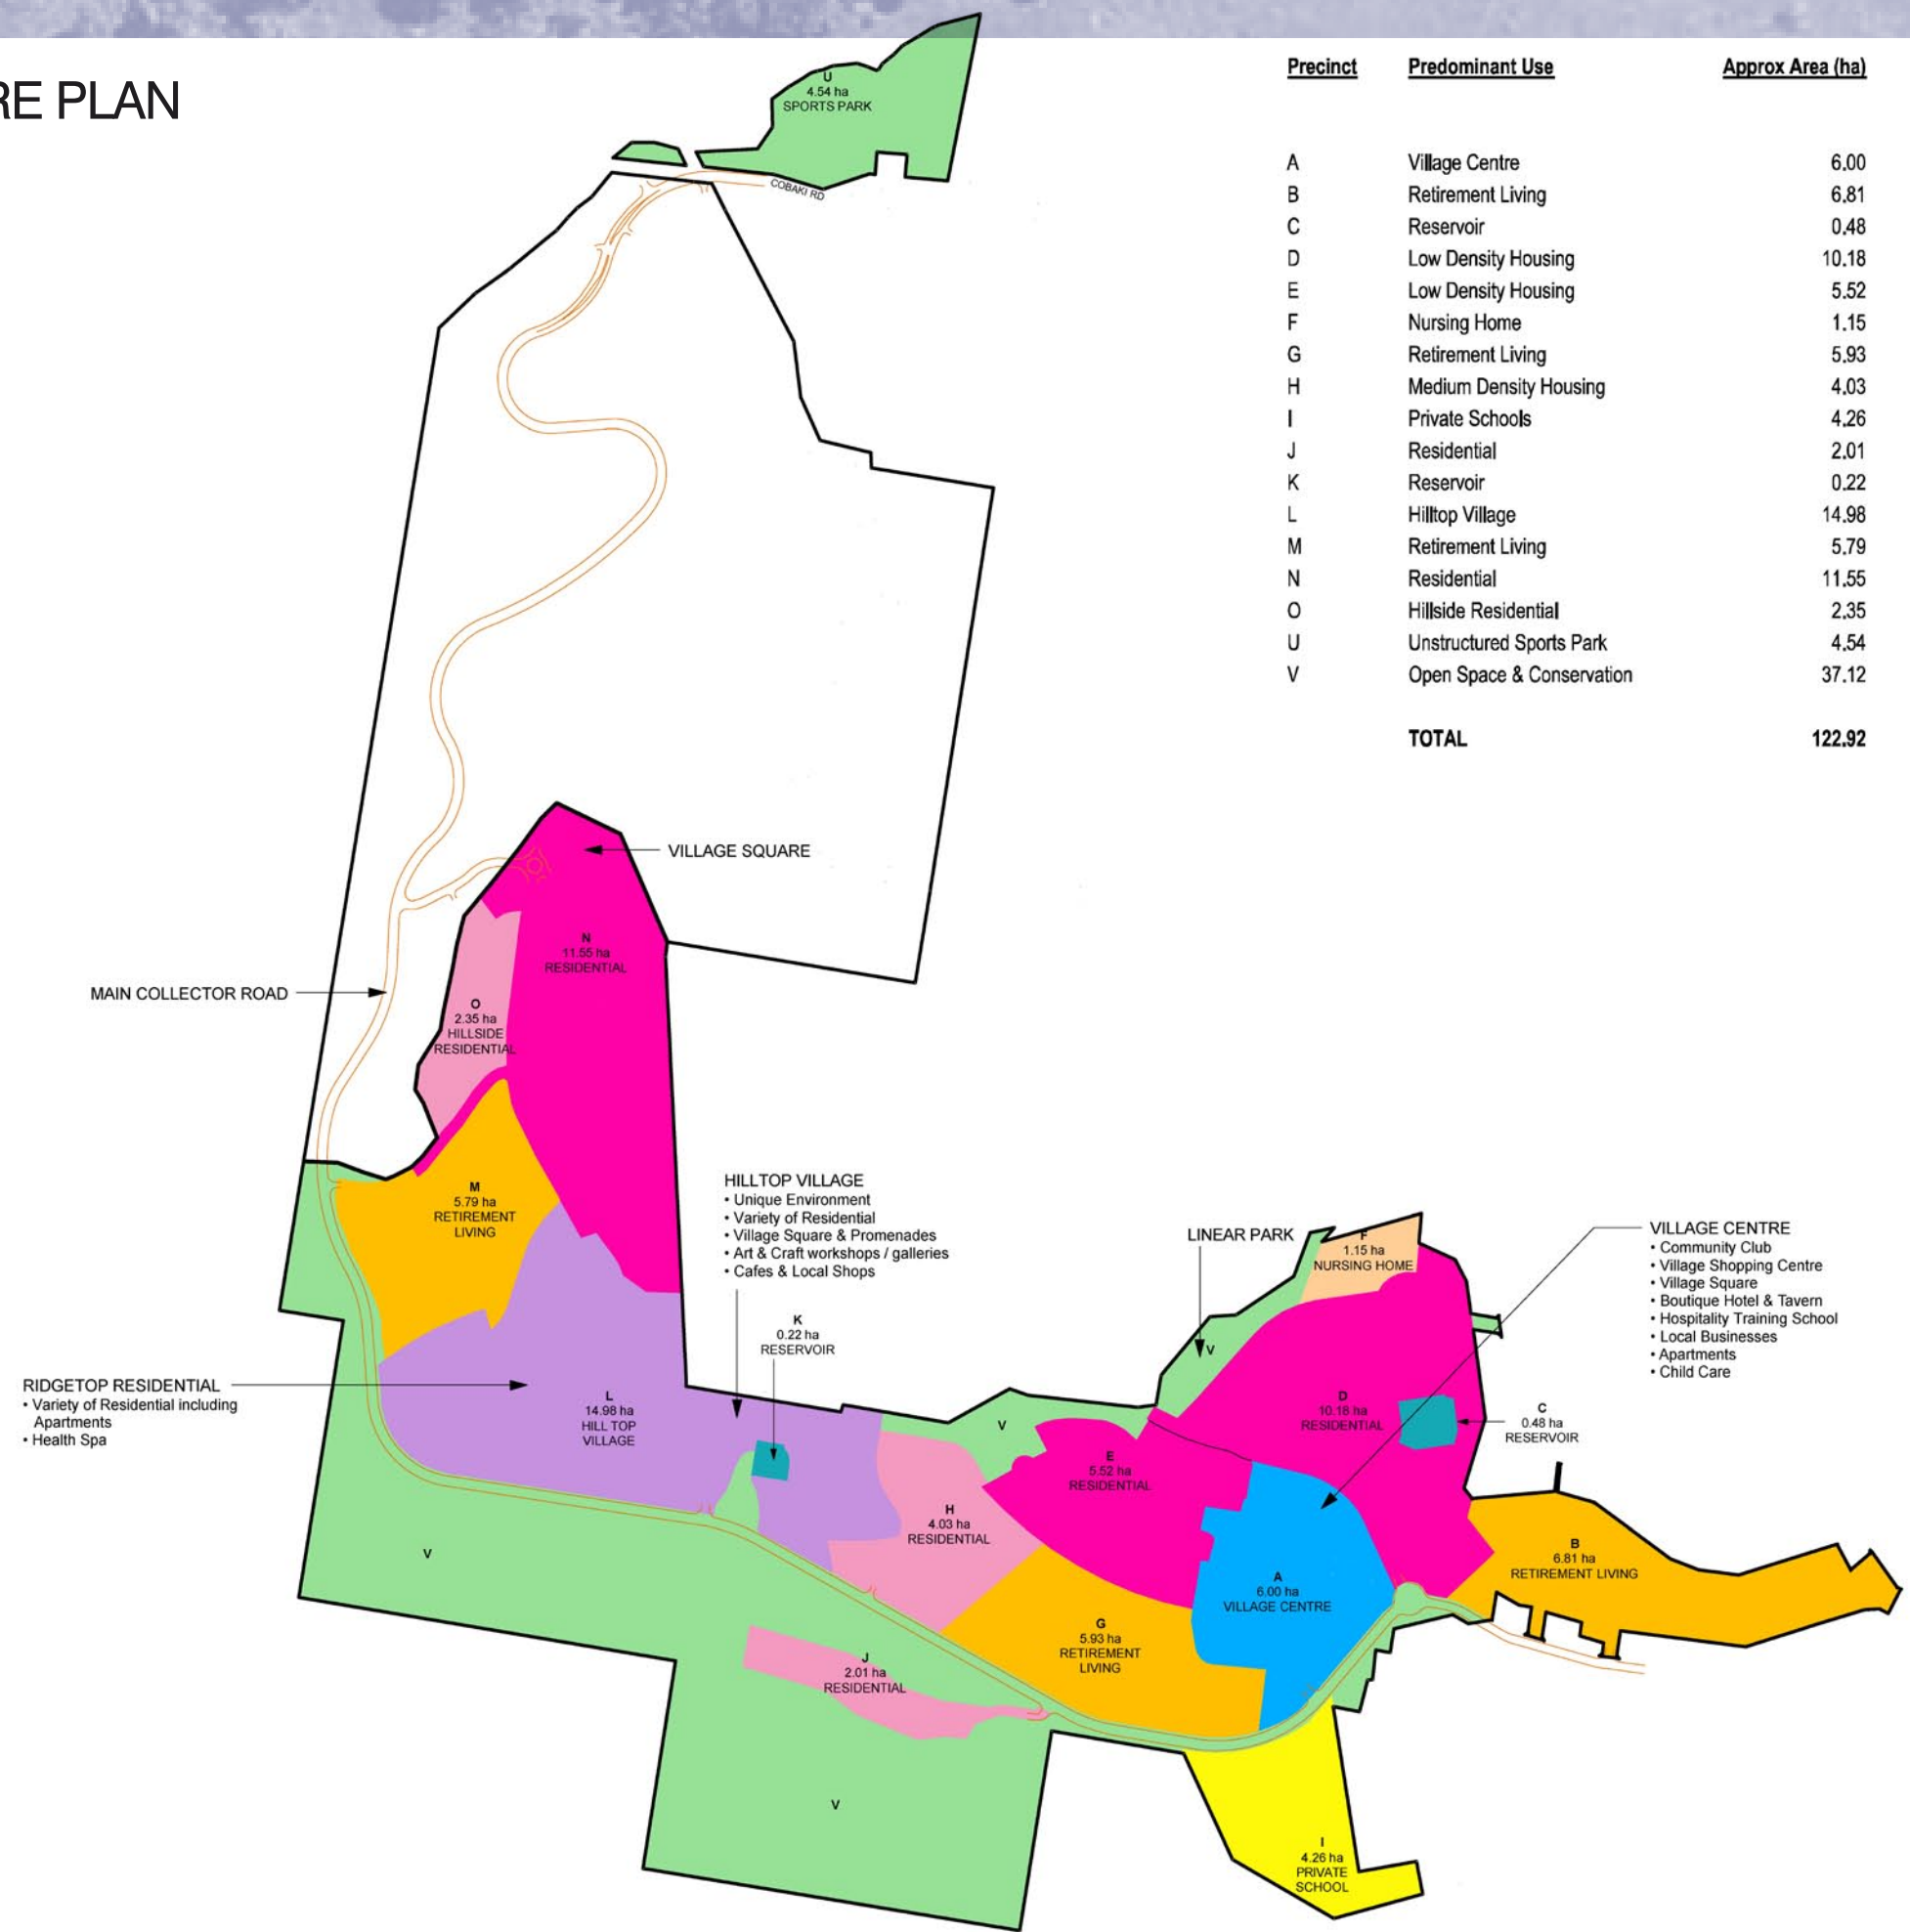 RE PLAN
Precinct Predominant Use Approx Area (ha)
A Village Centre 6.00
B Retirement Living 6.81
C Reservoir 0.48
D Low Density Housing 10.18
E Low Density Housing 5.52
F Nursing Home 1.15
G Retirement Living 5.93
H Medium Density Housing 4.03
I Private Schools 4.26
J Residential 2.01
K Reservoir 0.22
L Hilltop Village 14.98
M Retirement Living 5.79
N Residential 11.55
O Hillside Residential 2.35
U Unstructured Sports Park 4.54
V Open Space & Conservation 37.12
TOTAL 122.92
U
4.54 ha
SPORTS PARK
COBAKI RD
VILLAGE SQUARE
N
11.55 ha
RESIDENTIAL
MAIN COLLECTOR ROAD
O
2.35 ha
HILLSIDE
RESIDENTIAL
M
5.79 ha
RETIREMENT
LIVING
HILLTOP VILLAGE
• Unique Environment
• Variety of Residential
• Village Square & Promenades
• Art & Craft workshops / galleries
• Cafes & Local Shops
K
0.22 ha
RESERVOIR
LINEAR PARK
F
1.15 ha
NURSING HOME
VILLAGE CENTRE
• Community Club
• Village Shopping Centre
• Village Square
• Boutique Hotel & Tavern
• Hospitality Training School
• Local Businesses
• Apartments
• Child Care
V
RIDGETOP RESIDENTIAL
• Variety of Residential including
Apartments
• Health Spa
L
14.98 ha
HILL TOP
VILLAGE
V
D
10.18 ha
RESIDENTIAL
C
0.48 ha
RESERVOIR
E
5.52 ha
RESIDENTIAL
H
4.03 ha
RESIDENTIAL
V
B
6.81 ha
RETIREMENT LIVING
A
6.00 ha
VILLAGE CENTRE
G
5.93 ha
RETIREMENT
LIVING
J
2.01 ha
RESIDENTIAL
V
I
4.26 ha
PRIVATE
SCHOOL